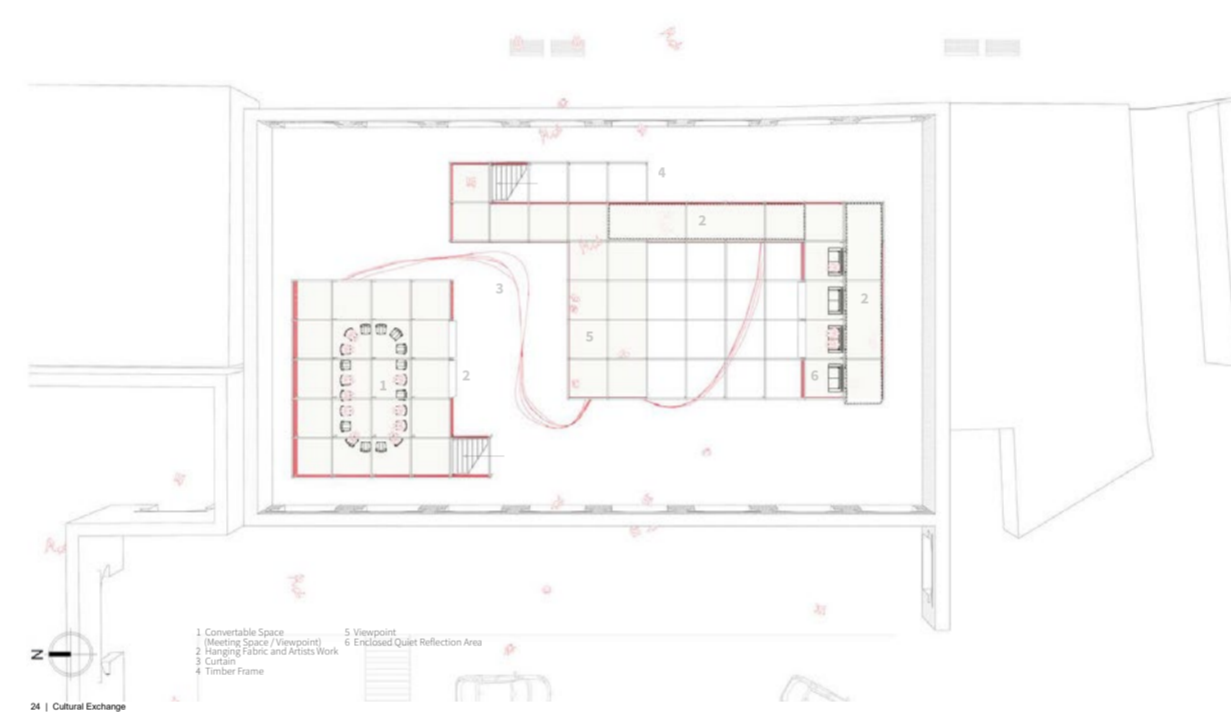 4
2
3
2
5
1
2
6
1 Convertable Space
(Meeting Space / Viewpoint)
2 Hanging Fabric and Artists Work
3 Curtain
4 Timber Frame
5 Viewpoint
6 Enclosed Quiet Reflection Area
N
24 | Cultural Exchange